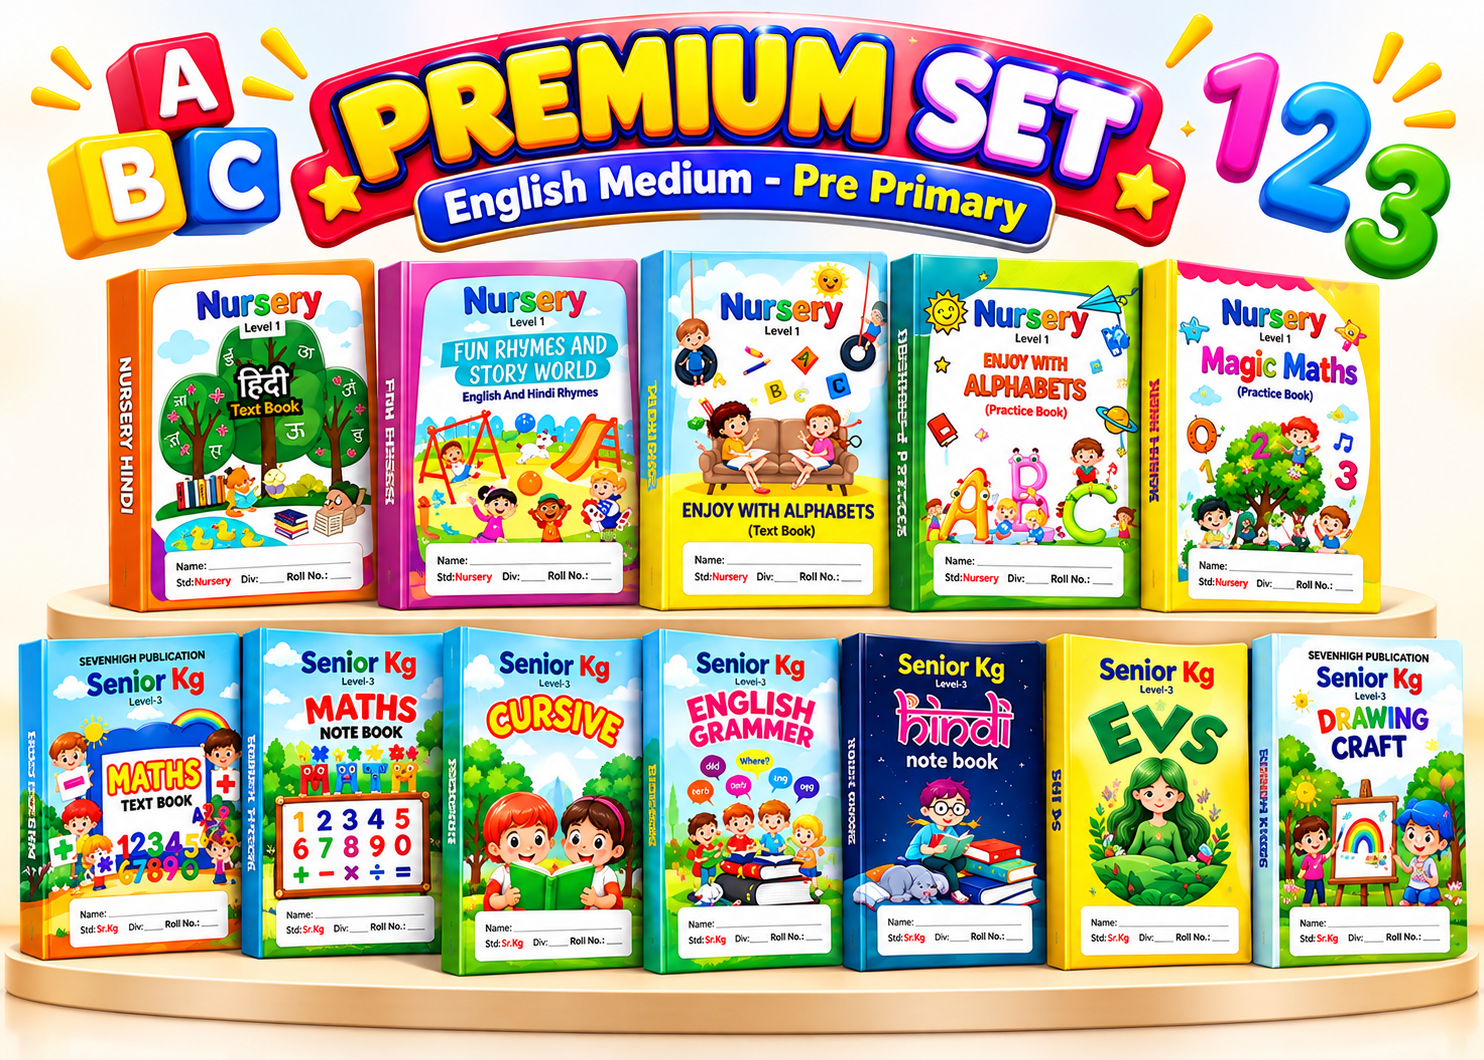 A
B
C
PREMIUM SET
English Medium - Pre Primary
1
2
3
NURSERY HINDI
Nursery
Level 1
हिंदी
Text Book
Name:
Std:Nursery Div: Roll No.:
Nursery
Level 1
FUN RHYMES AND
STORY WORLD
English And Hindi Rhymes
Name:
Std:Nursery Div: Roll No.:
Nursery
Level 1
A
B
C
ENJOY WITH ALPHABETS
(Text Book)
Name:
Std:Nursery Div: Roll No.:
Nursery
Level 1
ENJOY WITH
ALPHABETS
(Practice Book)
A B C
Name:
Std:Nursery Div: Roll No.:
Nursery
Level 1
Magic Maths
(Practice Book)
2
1
3
Name:
Std:Nursery Div: Roll No.:
SEVENHIGH PUBLICATION
Senior Kg
Level-3
MATHS
TEXT BOOK
12345
67890
Name:
Std: Sr.Kg Div: Roll No.:
Senior Kg
Level-3
MATHS
NOTE BOOK
1 2 3 4 5
6 7 8 9 0
+ − × ÷ =
Name:
Std: Sr.Kg Div: Roll No.:
Senior Kg
Level-3
CURSIVE
Name:
Std: Sr.Kg Div: Roll No.:
Senior Kg
Level-3
ENGLISH
GRAMMER
Where?
Name:
Std: Sr.Kg Div: Roll No.:
Senior Kg
Level-3
hindi
note book
Name:
Std: Sr.Kg Div: Roll No.:
Senior Kg
Level-3
EVS
Name:
Std: Sr.Kg Div: Roll No.:
SEVENHIGH PUBLICATION
Senior Kg
Level-3
DRAWING
CRAFT
Name:
Std: Sr.Kg Div: Roll No.: